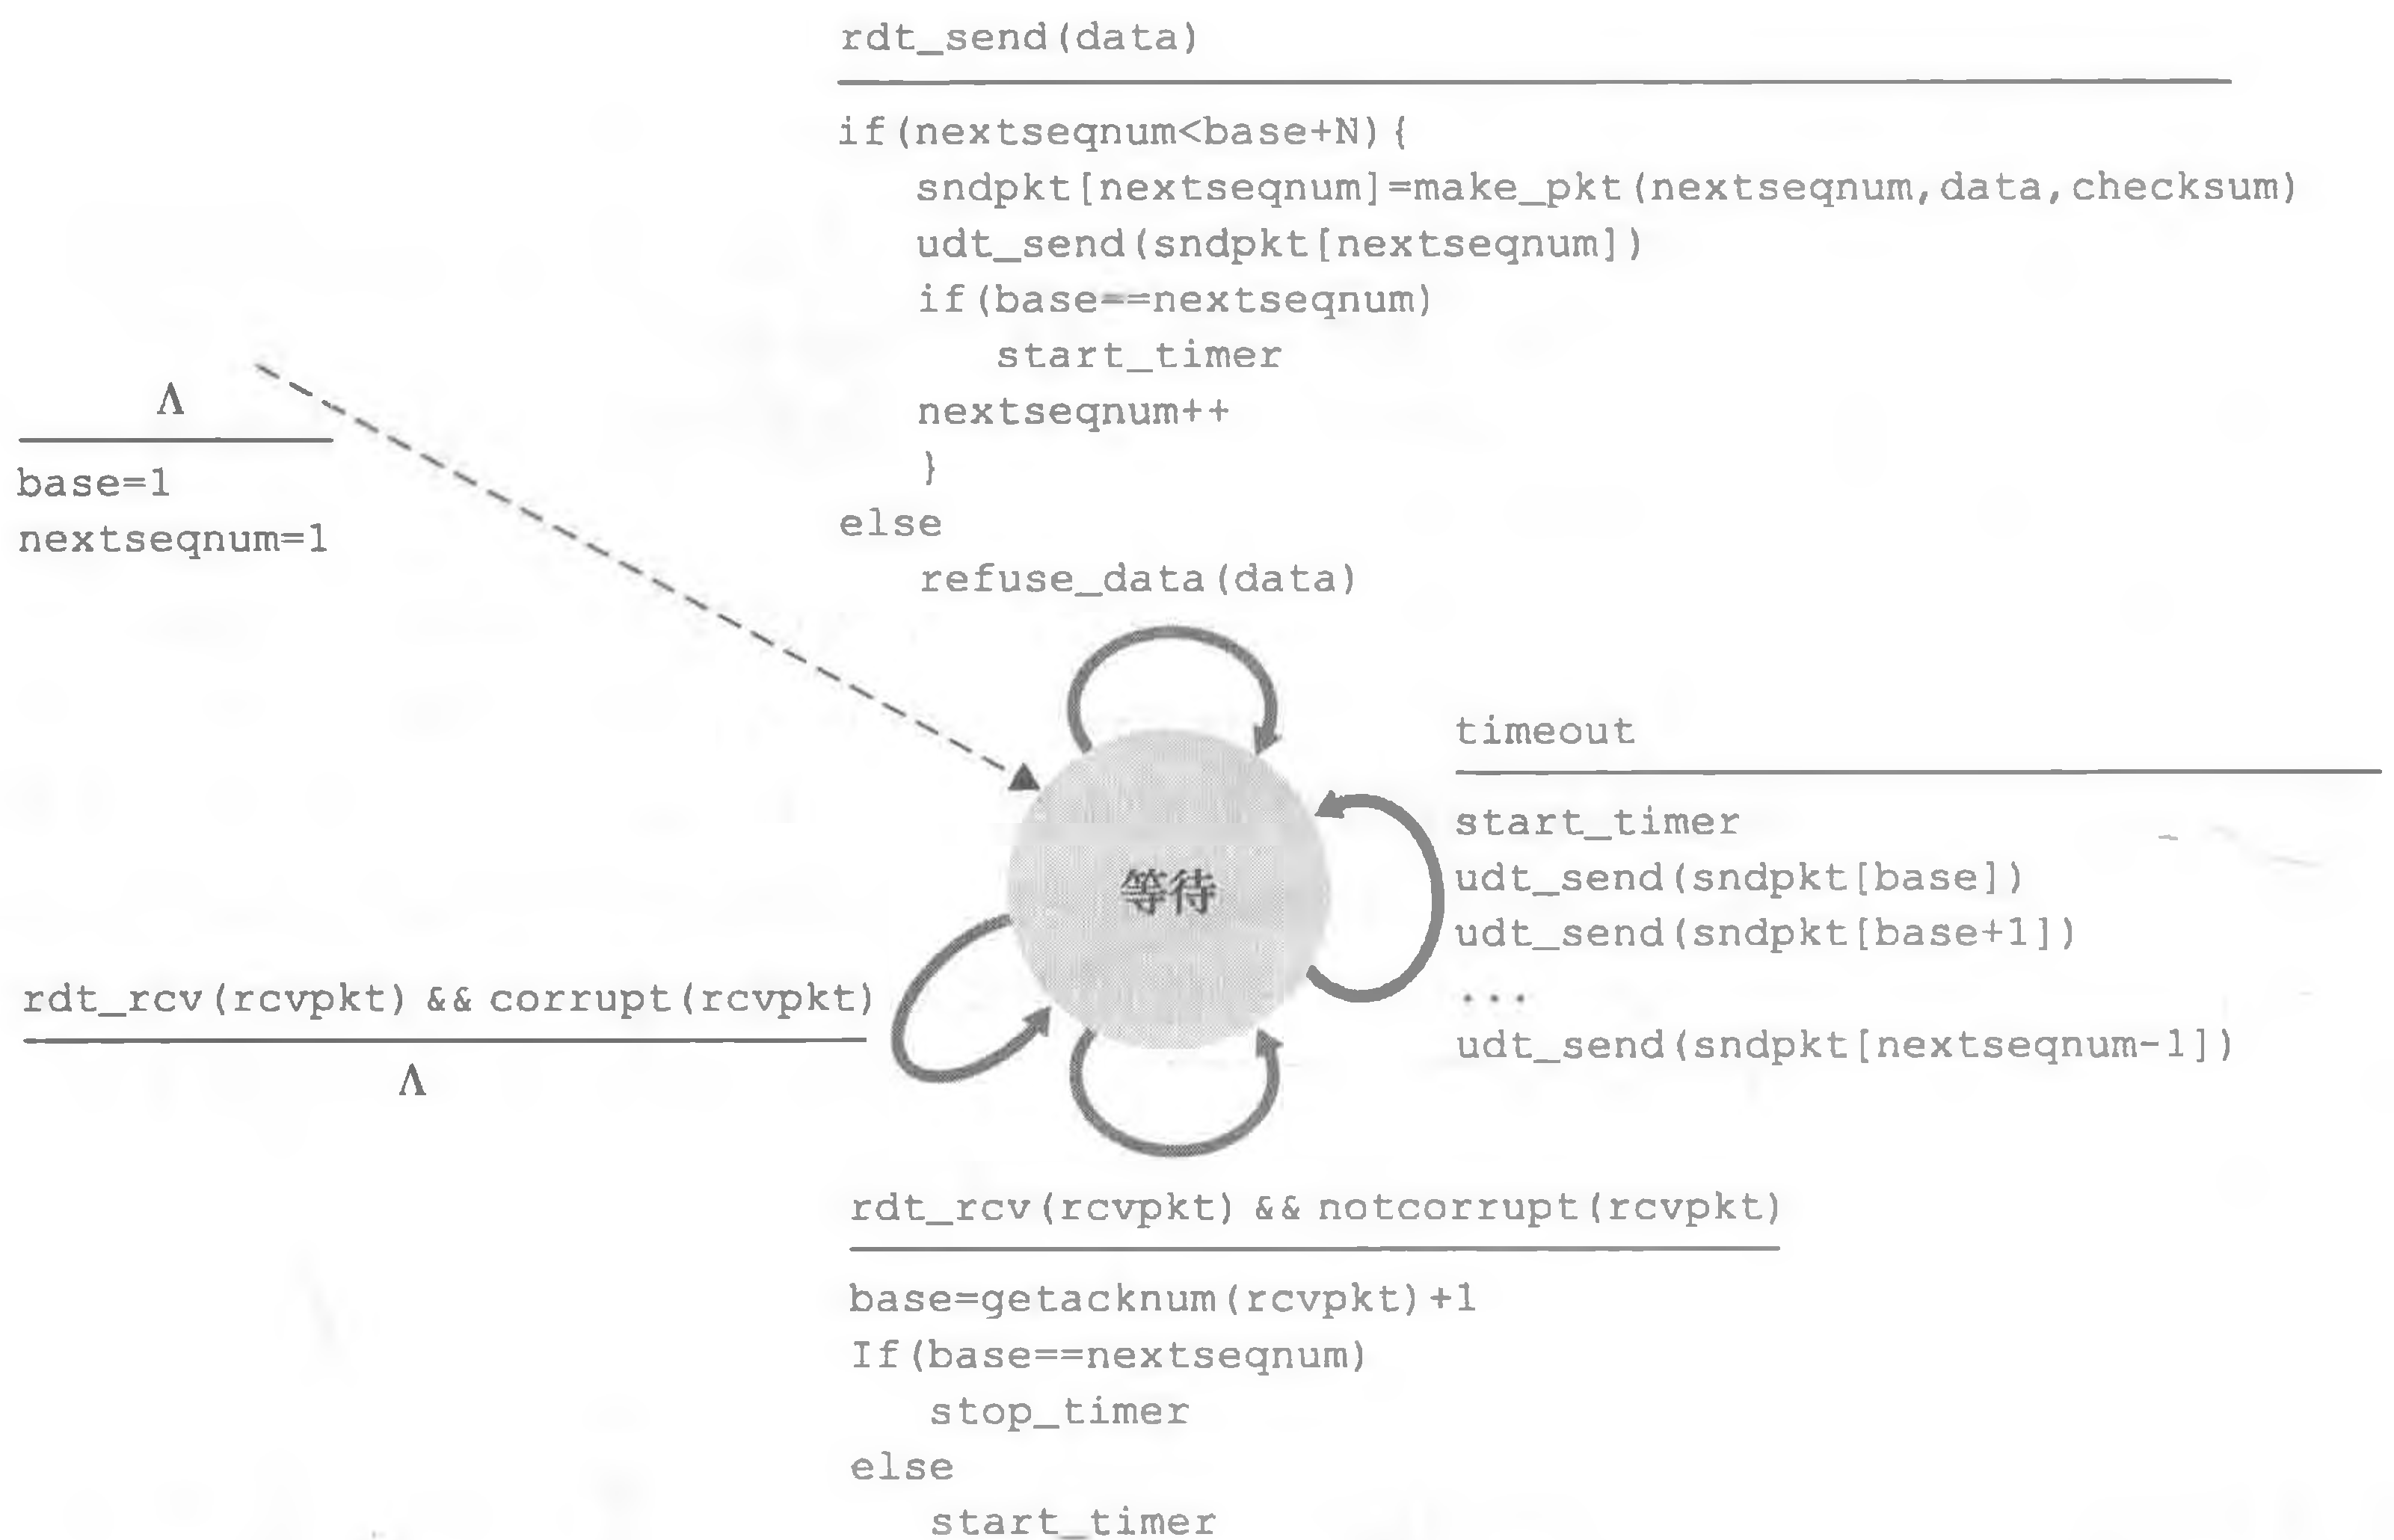 rdt_send(data)
if(nextseqnum<base+N){
sndpkt[nextseqnum]=make_pkt(nextseqnum,data,checksum)
udt_send(sndpkt[nextseqnum])
if(base==nextseqnum)
start_timer
nextseqnum++
}
else
refuse_data(data)
Λ
base=1
nextseqnum=1
等待
timeout
start_timer
udt_send(sndpkt[base])
udt_send(sndpkt[base+1])
...
udt_send(sndpkt[nextseqnum-1])
rdt_rcv(rcvpkt) && corrupt(rcvpkt)
Λ
rdt_rcv(rcvpkt) && notcorrupt(rcvpkt)
base=getacknum(rcvpkt)+1
If(base==nextseqnum)
stop_timer
else
start_timer